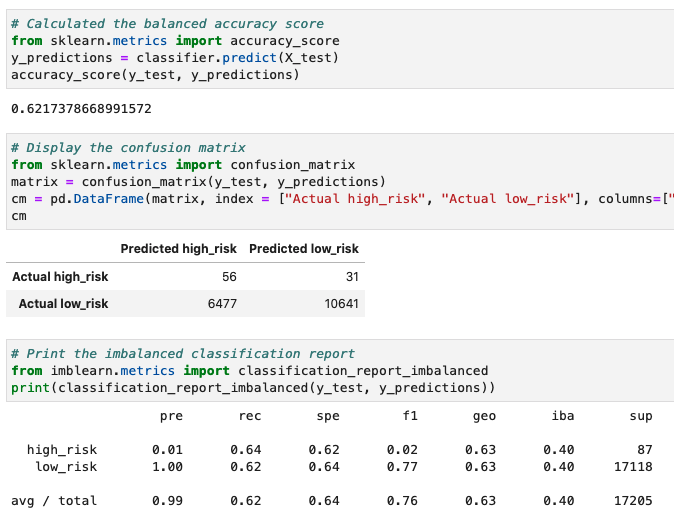 # Calculated the balanced accuracy score
from sklearn.metrics import accuracy_score
y_predictions = classifier.predict(X_test)
accuracy_score(y_test, y_predictions)
0.6217378668991572
# Display the confusion matrix
from sklearn.metrics import confusion_matrix
matrix = confusion_matrix(y_test, y_predictions)
cm = pd.DataFrame(matrix, index = ["Actual high_risk", "Actual low_risk"], columns=["
cm
Predicted high_risk Predicted low_risk
Actual high_risk 56 31
Actual low_risk 6477 10641
# Print the imbalanced classification report
from imblearn.metrics import classification_report_imbalanced
print(classification_report_imbalanced(y_test, y_predictions))
pre rec spe f1 geo iba sup
high_risk 0.01 0.64 0.62 0.02 0.63 0.40 87
low_risk 1.00 0.62 0.64 0.77 0.63 0.40 17118
avg / total 0.99 0.62 0.64 0.76 0.63 0.40 17205